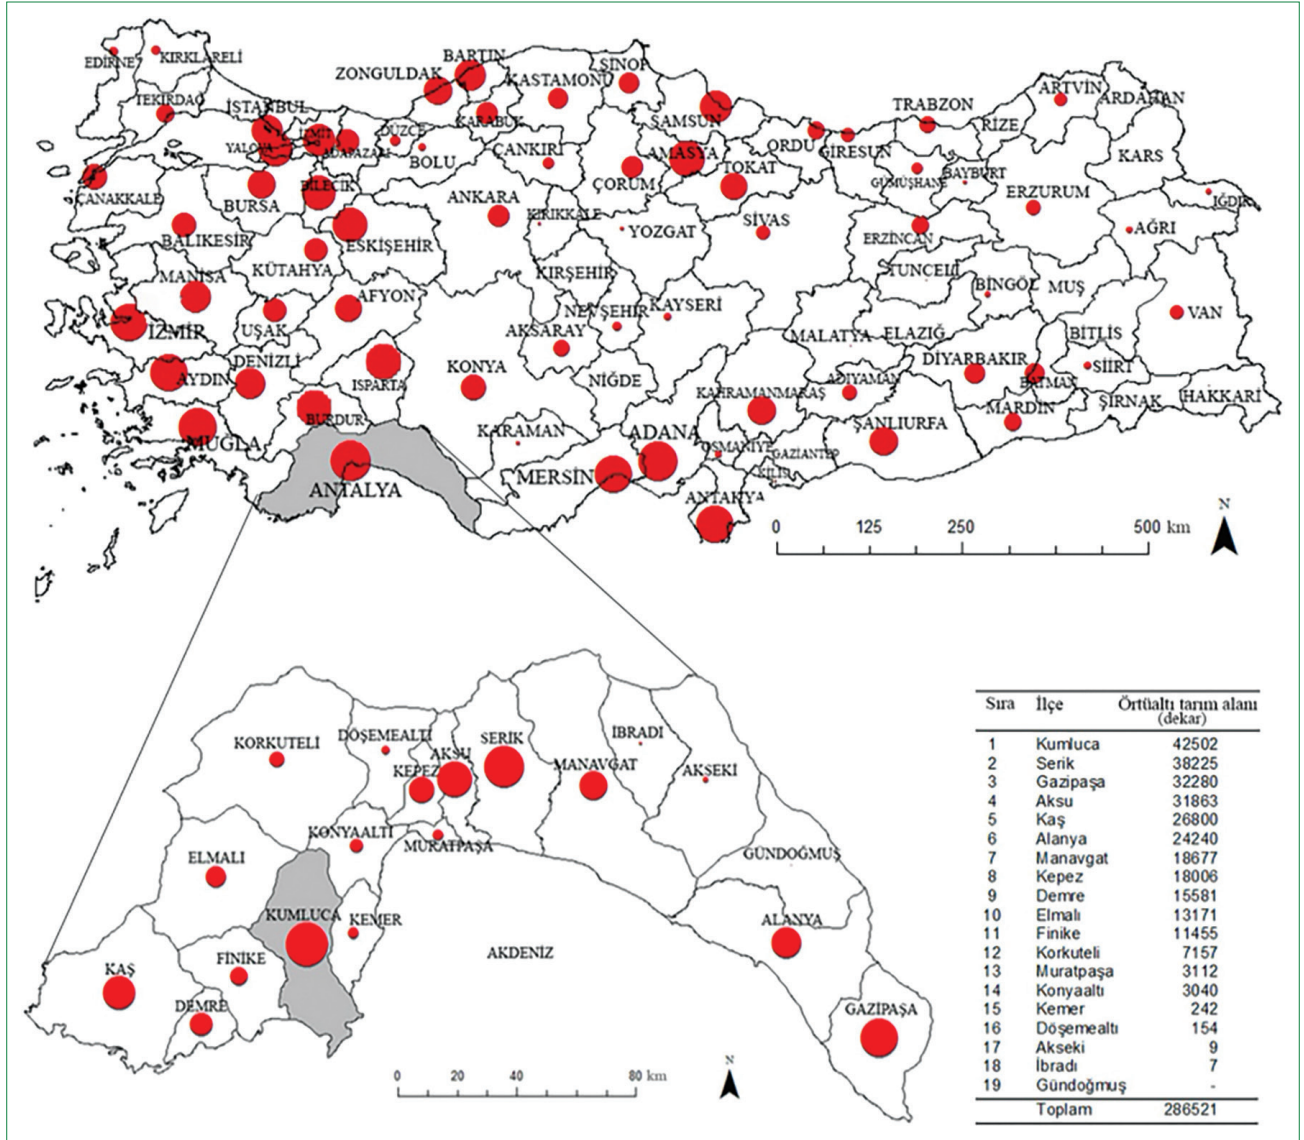 EDİRNE
KIRKLARELİ
TEKİRDAĞ
İSTANBUL
YALOVA
İZMİT
ADAPAZARI
DÜZCE
BOLU
ZONGULDAK
BARTIN
KARABUK
KASTAMONU
SİNOP
ÇANKIRI
SAMSUN
AMASYA
ÇORUM
TOKAT
ORDU
GİRESUN
TRABZON
RİZE
ARTVİN
ARDAHAN
KARS
GÜMÜŞHANE
BAYBURT
ERZURUM
IĞDIR
AĞRI
ERZİNCAN
ÇANAKKALE
BURSA
BİLECİK
ESKİŞEHİR
ANKARA
KIRIKKALE
YOZGAT
SİVAS
BALIKESİR
KÜTAHYA
KIRŞEHİR
TUNCELİ
BİNGÖL
MUŞ
MANİSA
AFYON
UŞAK
İZMİR
NEVŞEHİR
KAYSERİ
AKSARAY
MALATYA
ELAZIĞ
BİTLİS
VAN
AYDIN
DENİZLİ
ISPARTA
KONYA
NİĞDE
KAHRAMANMARAŞ
ADIYAMAN
DİYARBAKIR
BATMAN
SİİRT
ŞIRNAK
HAKKARİ
MARDİN
MUĞLA
BURDUR
KARAMAN
ADANA
OSMANİYE
GAZİANTEP
ŞANLIURFA
KİLİS
ANTALYA
MERSİN
ANTAKYA
0 125 250 500 km
N
KORKUTELİ
DÖŞEMEALTI
KEPEZ
AKSU
SERİK
MANAVGAT
İBRADI
AKSEKİ
KONYAALTI
MURATPAŞA
ELMALI
GÜNDOĞMUŞ
KUMLUCA
KEMER
ALANYA
AKDENİZ
KAŞ
FİNİKE
DEMRE
GAZİPAŞA
0 20 40 80 km
N
Sıra İlçe Örtüaltı tarım alanı
(dekar)
1 Kumluca 42502
2 Serik 38225
3 Gazipaşa 32280
4 Aksu 31863
5 Kaş 26800
6 Alanya 24240
7 Manavgat 18677
8 Kepez 18006
9 Demre 15581
10 Elmalı 13171
11 Finike 11455
12 Korkuteli 7157
13 Muratpaşa 3112
14 Konyaaltı 3040
15 Kemer 242
16 Döşemealtı 154
17 Akseki 9
18 İbradı 7
19 Gündoğmuş -
Toplam 286521